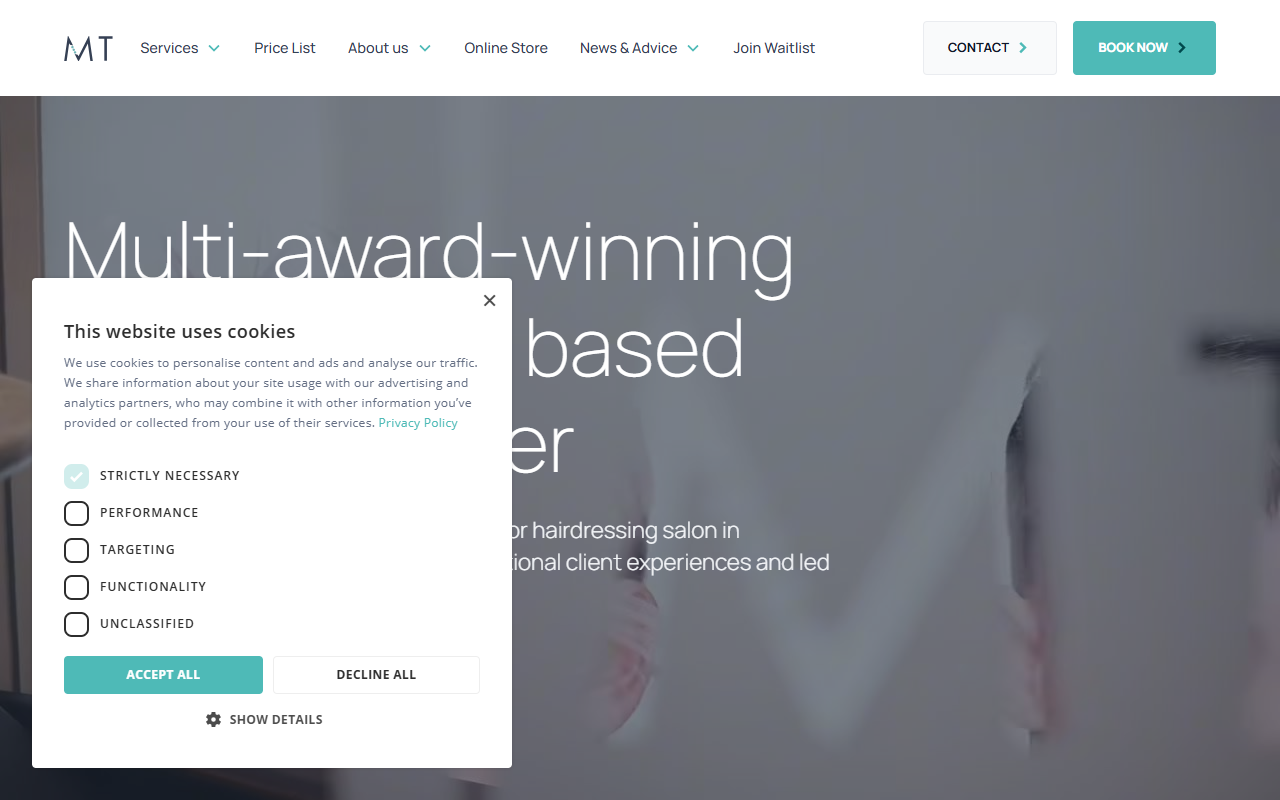 MT
Services
Price List
About us
Online Store
News & Advice
Join Waitlist
CONTACT
BOOK NOW
Multi-award-winning
based
er
or hairdressing salon in
tional client experiences and led
This website uses cookies
We use cookies to personalise content and ads and analyse our traffic.
We share information about your site usage with our advertising and
analytics partners, who may combine it with other information you've
provided or collected from your use of their services. Privacy Policy
STRICTLY NECESSARY
PERFORMANCE
TARGETING
FUNCTIONALITY
UNCLASSIFIED
ACCEPT ALL
DECLINE ALL
SHOW DETAILS